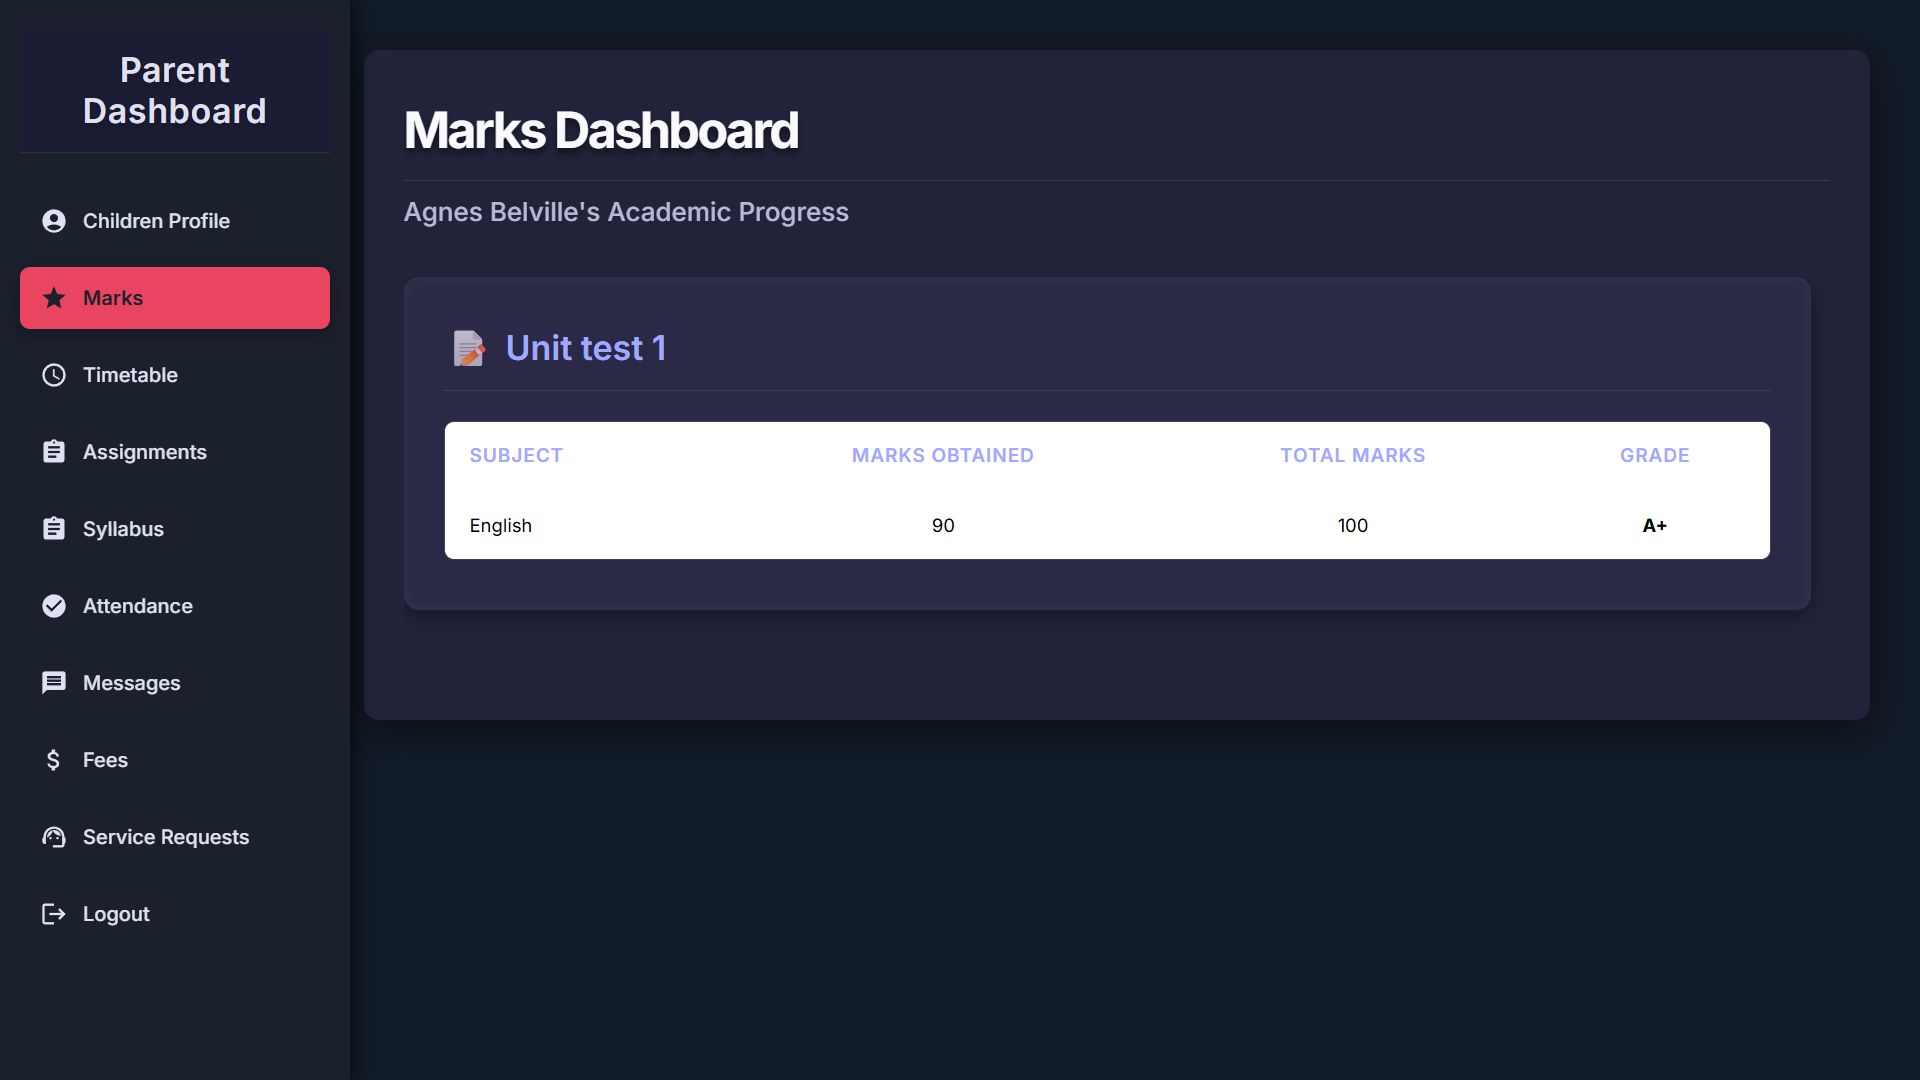 Parent
Dashboard
Children Profile
Marks
Timetable
Assignments
Syllabus
Attendance
Messages
Fees
Service Requests
Logout
Marks Dashboard
Agnes Belville's Academic Progress
Unit test 1
SUBJECT MARKS OBTAINED TOTAL MARKS GRADE
English 90 100 A+